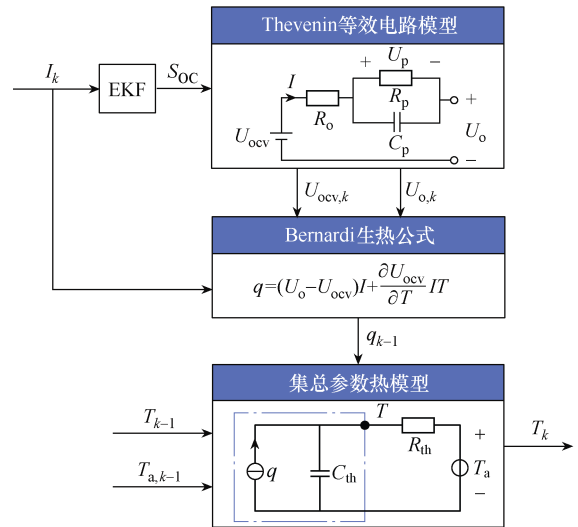 Thevenin等效电路模型
I_k
EKF
S_OC
+ U_p −
I
R_p
R_o
C_p
+
U_o
−
U_ocv
U_ocv,k
U_o,k
Bernardi生热公式
q=(U_o−U_ocv)I+∂U_ocv/∂T IT
q_k−1
集总参数热模型
T_k−1
T_a,k−1
T
R_th
q
C_th
+
T_a
−
T_k